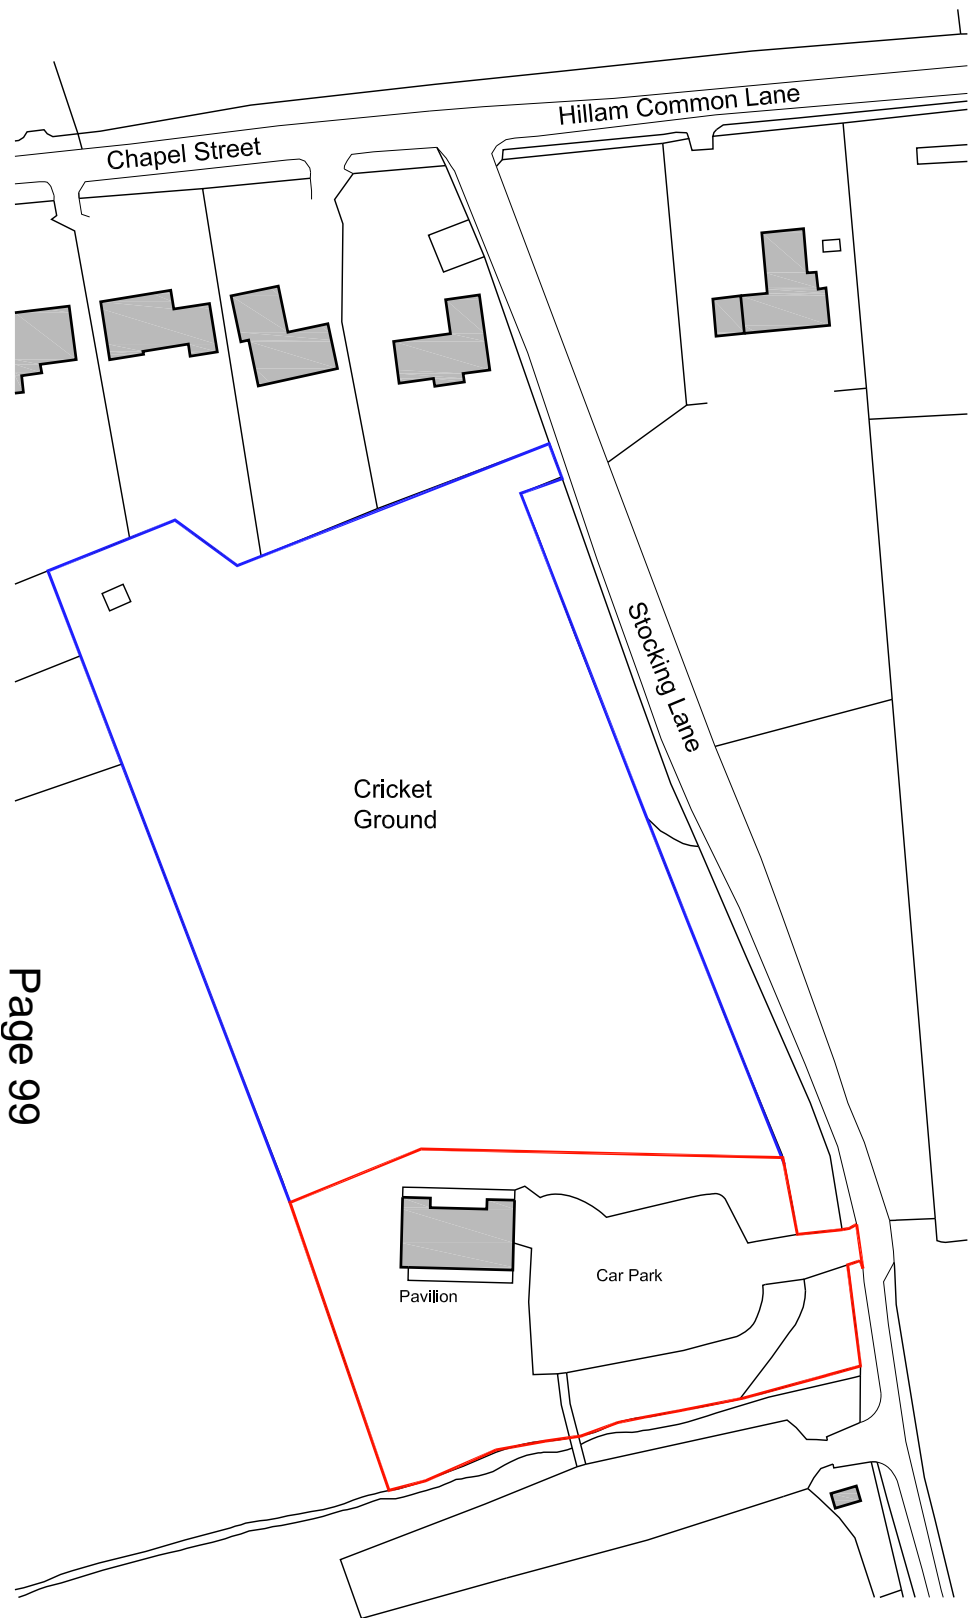 Hillam Common Lane
Chapel Street
Stocking Lane
Cricket
Ground
Page 99
Car Park
Pavilion